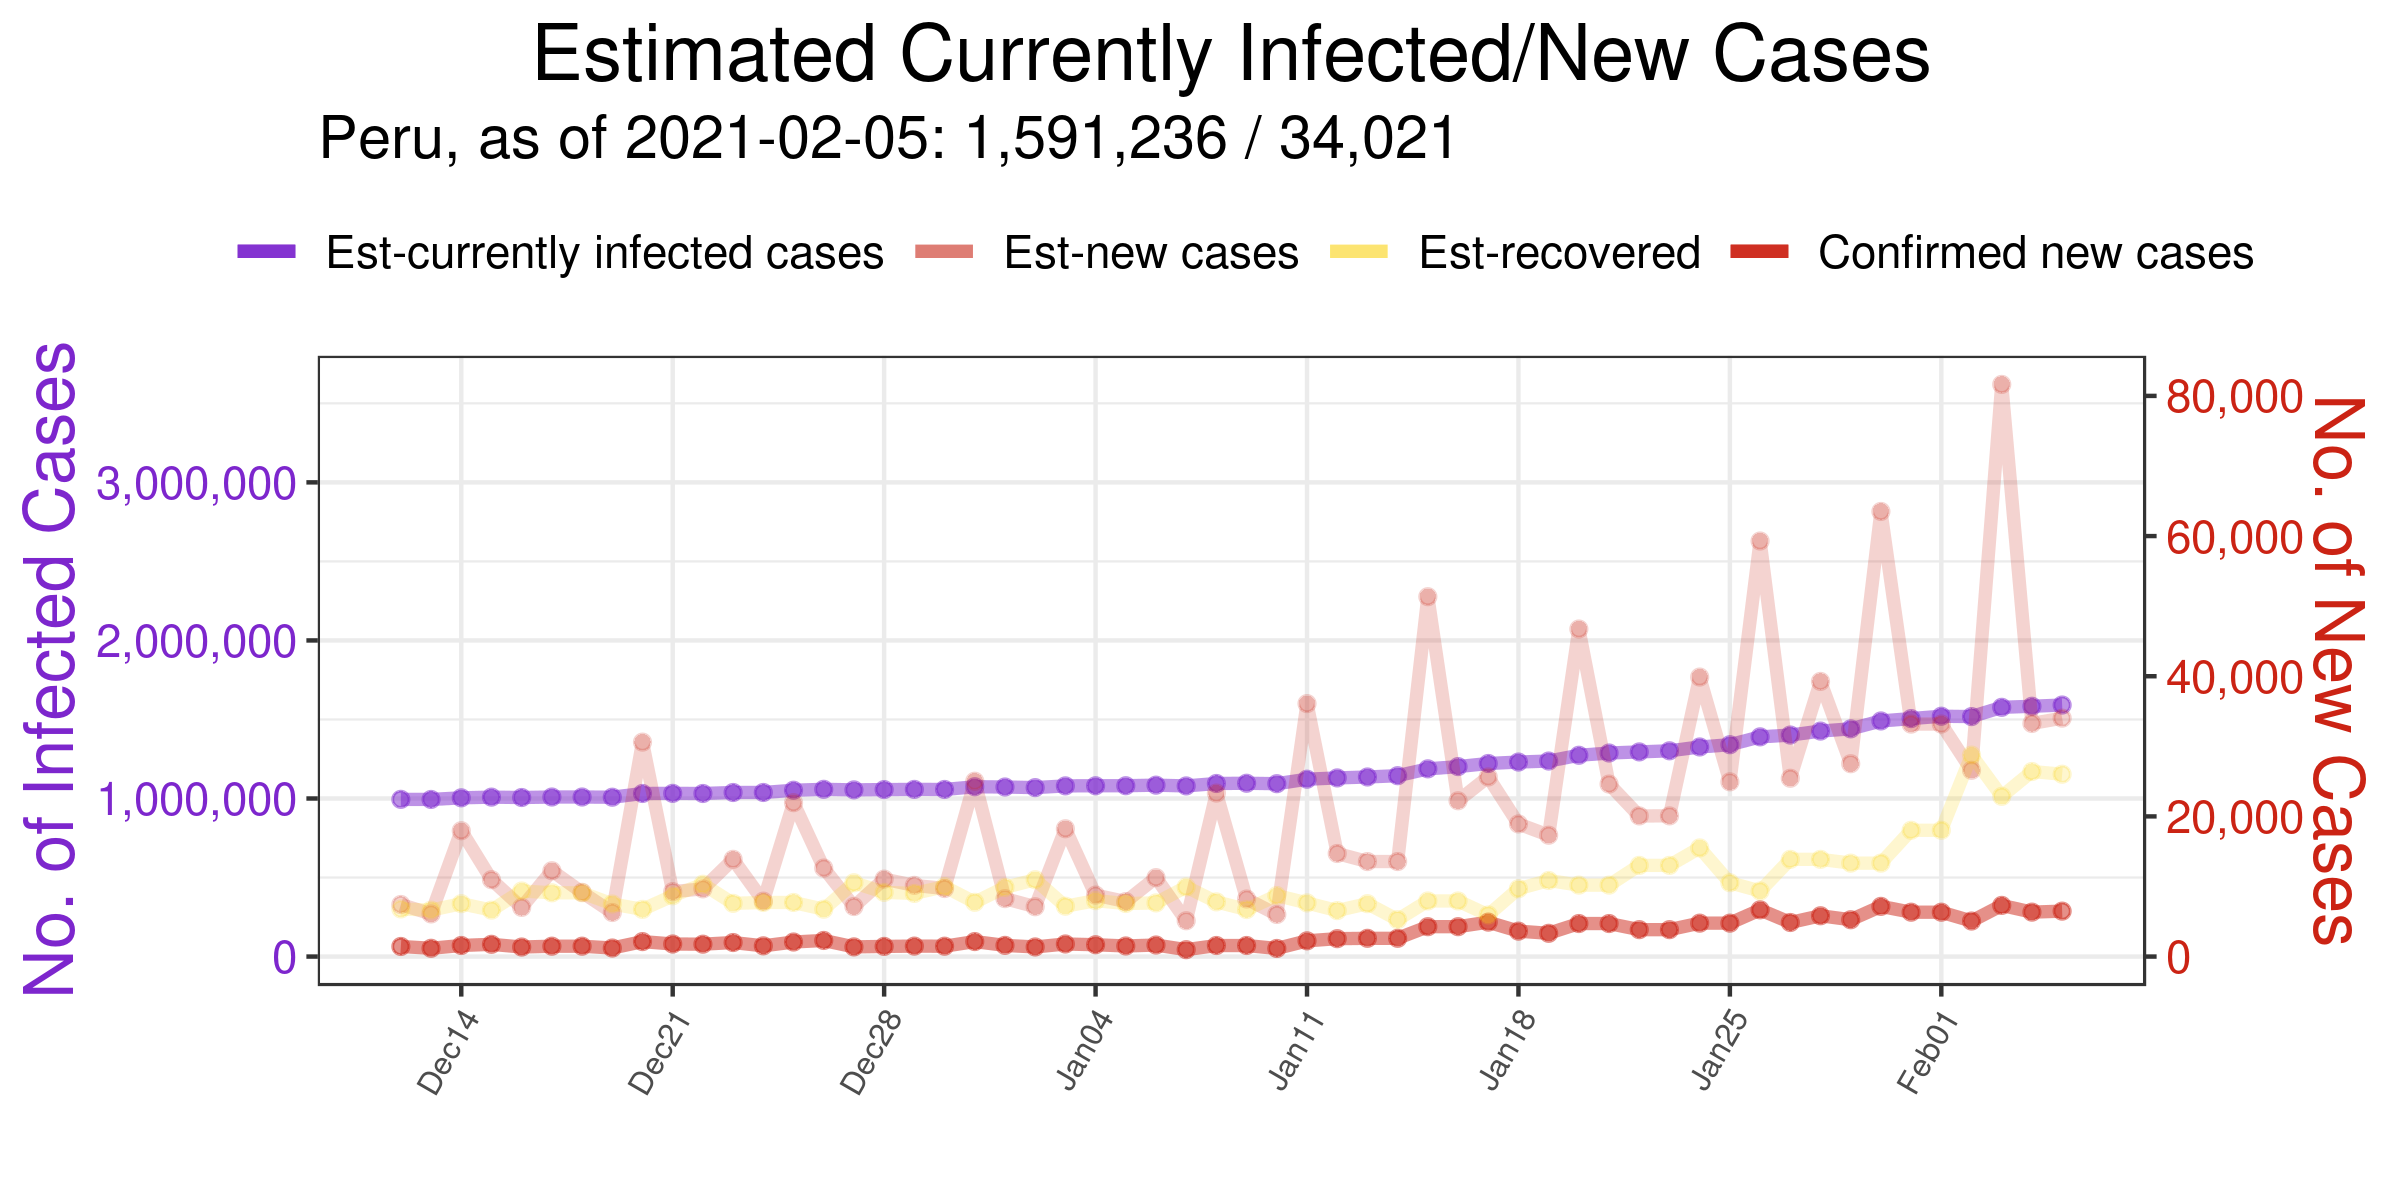 Estimated Currently Infected/New Cases
Peru, as of 2021-02-05: 1,591,236 / 34,021
Est-currently infected cases Est-new cases Est-recovered Confirmed new cases
No. of Infected Cases
3,000,000
2,000,000
1,000,000
0
80,000
60,000
40,000
20,000
0
No. of New Cases
Dec14 Dec21 Dec28 Jan04 Jan11 Jan18 Jan25 Feb01